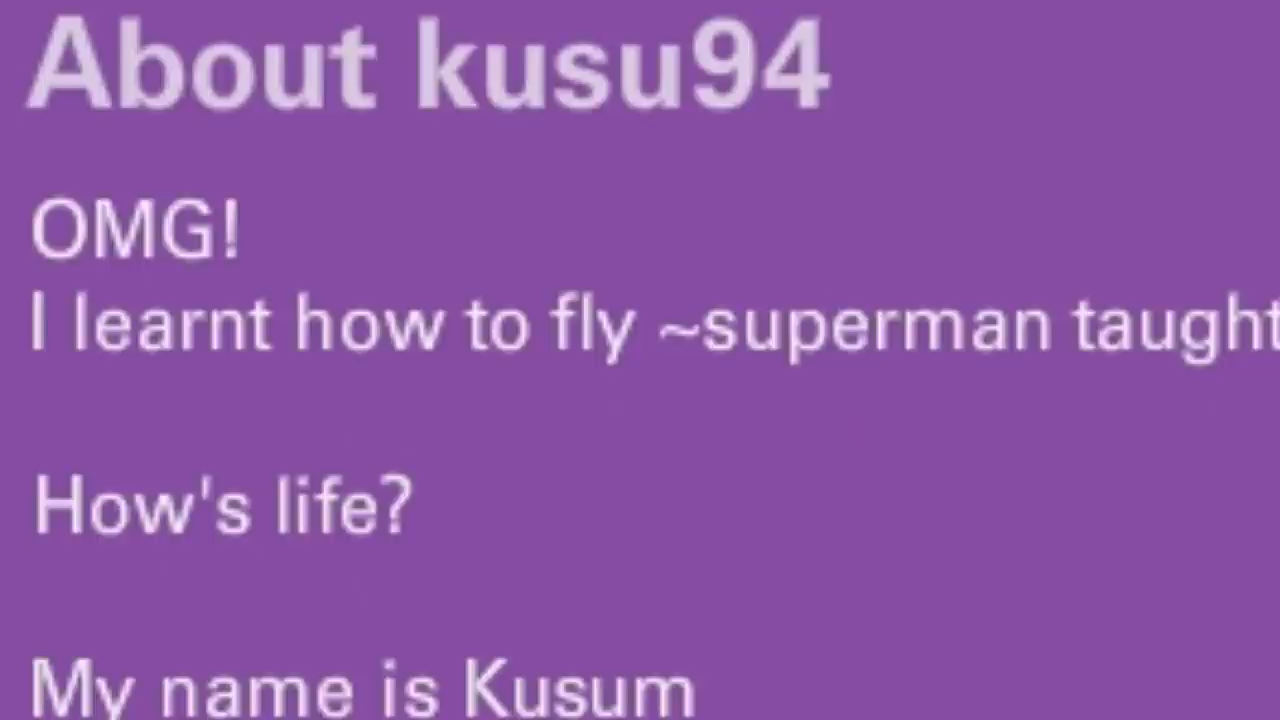 About kusu94
OMG!
I learnt how to fly ~superman taught
How's life?
My name is Kusum